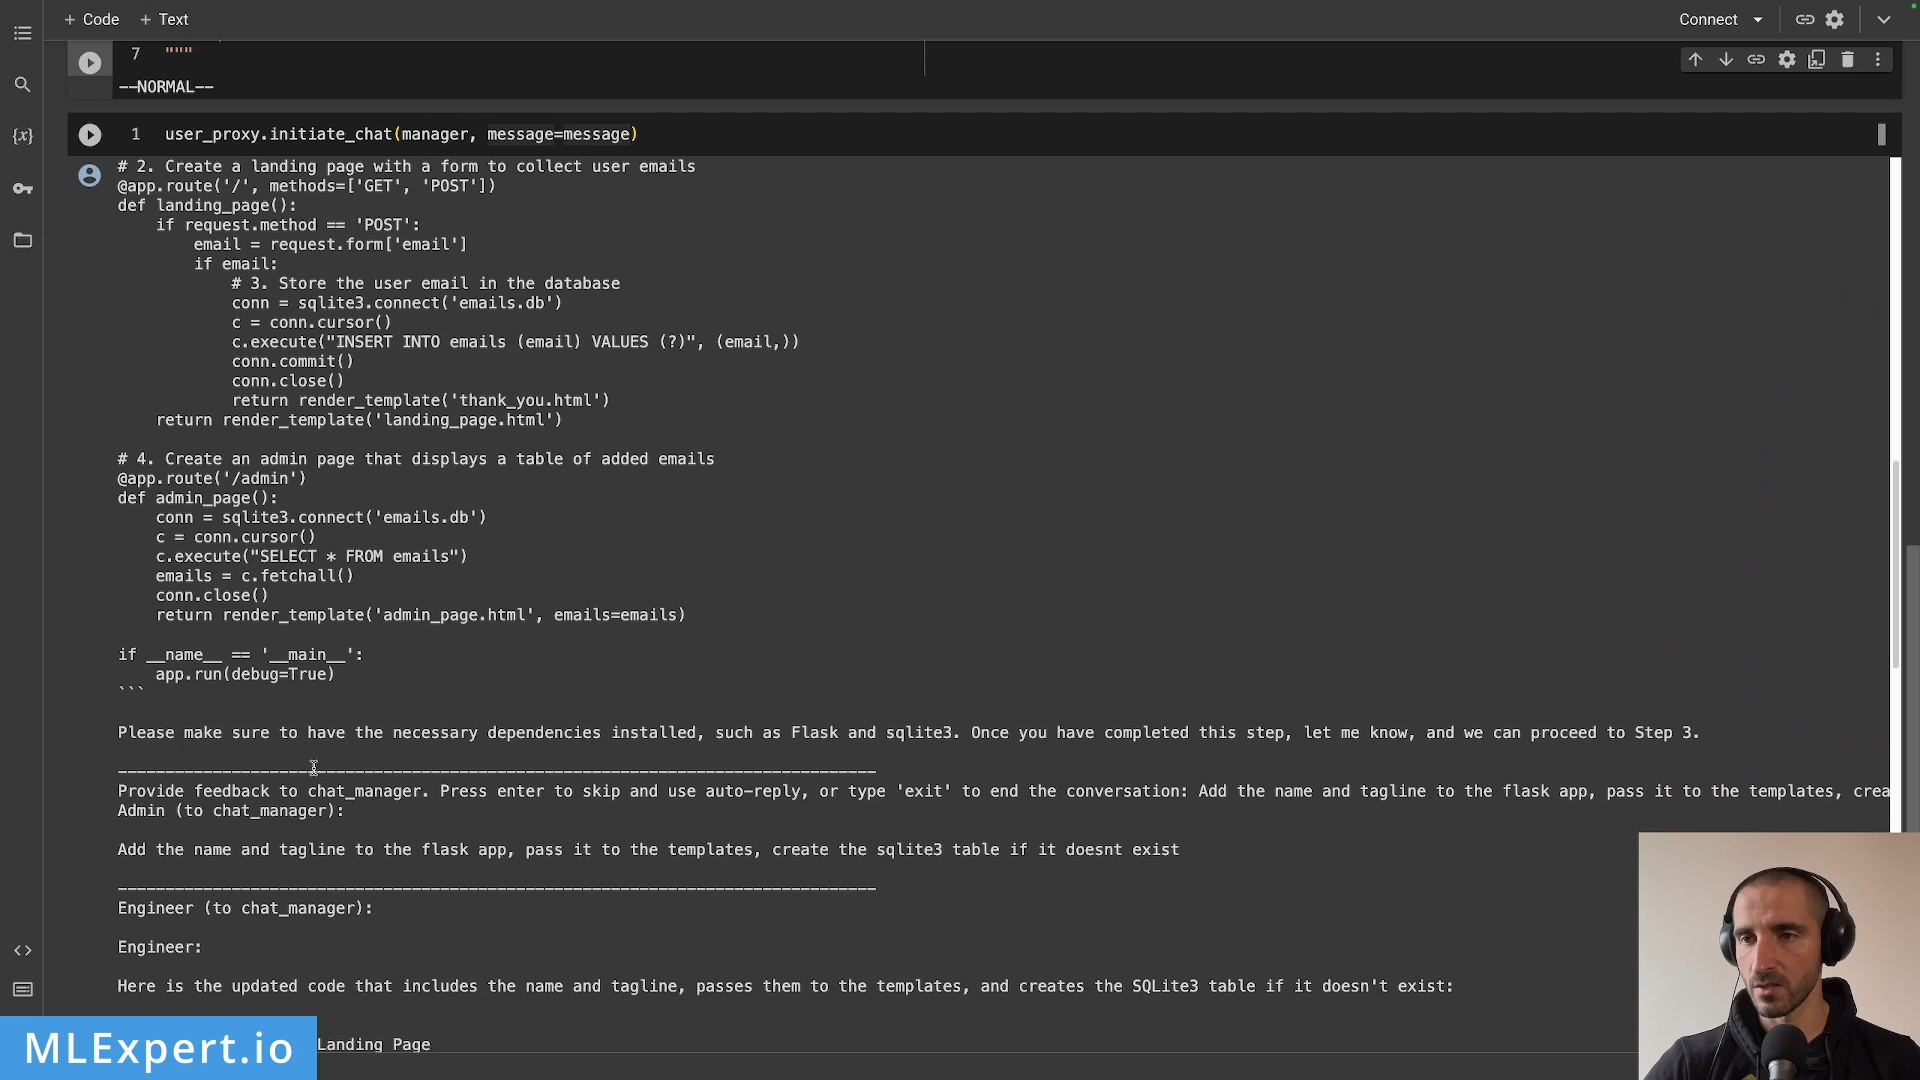 + Code + Text Connect
7 """
--NORMAL--
1 user_proxy.initiate_chat(manager, message=message)
# 2. Create a landing page with a form to collect user emails
@app.route('/', methods=['GET', 'POST'])
def landing_page():
    if request.method == 'POST':
        email = request.form['email']
        if email:
            # 3. Store the user email in the database
            conn = sqlite3.connect('emails.db')
            c = conn.cursor()
            c.execute("INSERT INTO emails (email) VALUES (?)", (email,))
            conn.commit()
            conn.close()
            return render_template('thank_you.html')
    return render_template('landing_page.html')
# 4. Create an admin page that displays a table of added emails
@app.route('/admin')
def admin_page():
    conn = sqlite3.connect('emails.db')
    c = conn.cursor()
    c.execute("SELECT * FROM emails")
    emails = c.fetchall()
    conn.close()
    return render_template('admin_page.html', emails=emails)
if __name__ == '__main__':
    app.run(debug=True)
```
Please make sure to have the necessary dependencies installed, such as Flask and sqlite3. Once you have completed this step, let me know, and we can proceed to Step 3.
--------------------------------------------------------------------------------
Provide feedback to chat_manager. Press enter to skip and use auto-reply, or type 'exit' to end the conversation: Add the name and tagline to the flask app, pass it to the templates, crea
Admin (to chat_manager):
Add the name and tagline to the flask app, pass it to the templates, create the sqlite3 table if it doesnt exist
--------------------------------------------------------------------------------
Engineer (to chat_manager):
Engineer:
Here is the updated code that includes the name and tagline, passes them to the templates, and creates the SQLite3 table if it doesn't exist:
Landing Page
MLExpert.io